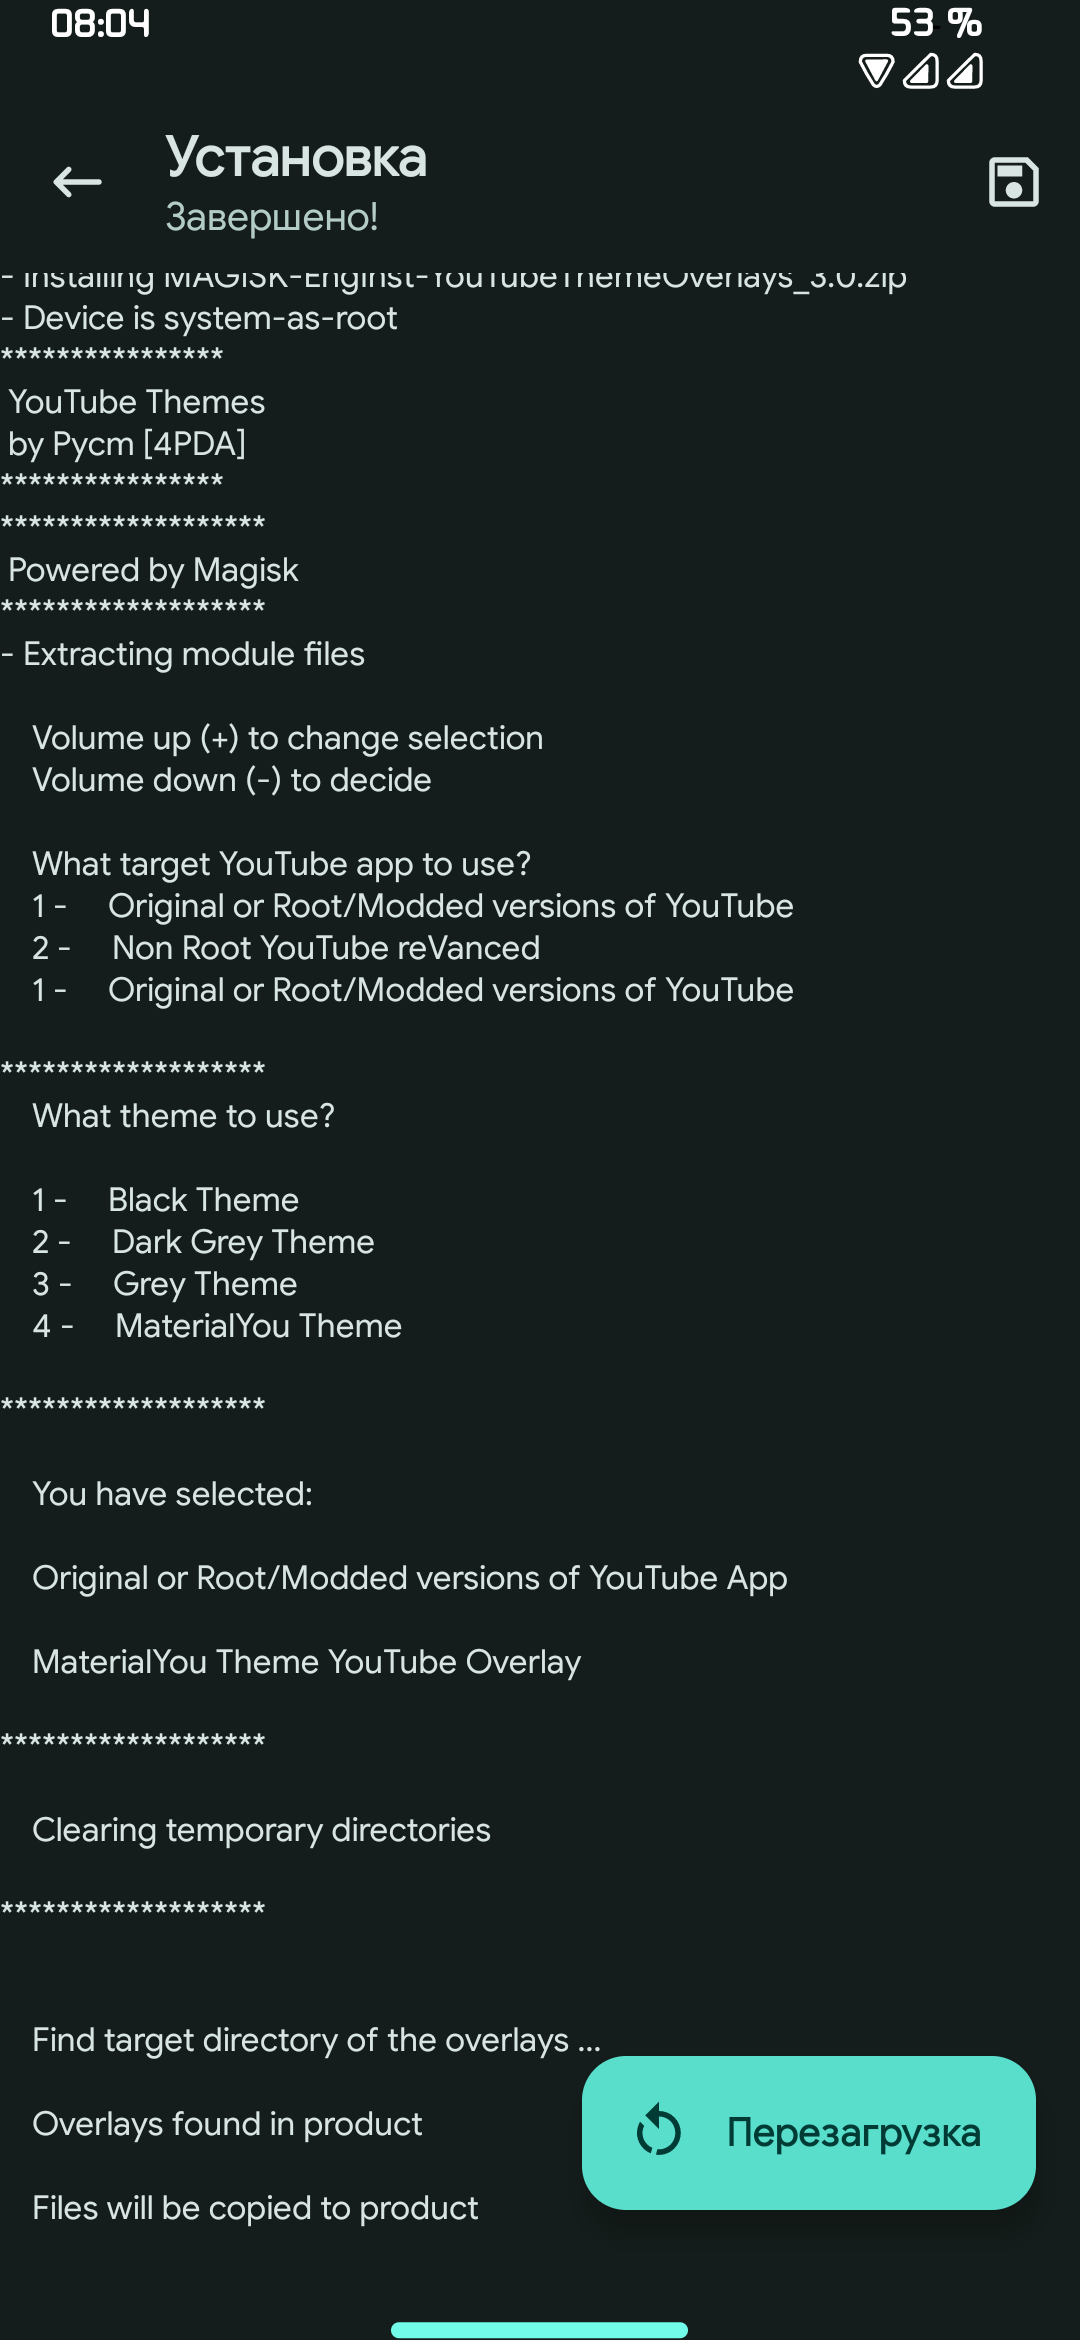 08:04
53 %
Установка
Завершено!
- Installing MAGISK-EngInst-YouTubeThemeOverlays_3.0.zip
- Device is system-as-root
****************
YouTube Themes
by Pycm [4PDA]
****************
*******************
Powered by Magisk
*******************
- Extracting module files
Volume up (+) to change selection
Volume down (-) to decide
What target YouTube app to use?
1 - Original or Root/Modded versions of YouTube
2 - Non Root YouTube reVanced
1 - Original or Root/Modded versions of YouTube
*******************
What theme to use?
1 - Black Theme
2 - Dark Grey Theme
3 - Grey Theme
4 - MaterialYou Theme
*******************
You have selected:
Original or Root/Modded versions of YouTube App
MaterialYou Theme YouTube Overlay
*******************
Clearing temporary directories
*******************
Find target directory of the overlays ...
Overlays found in product
Перезагрузка
Files will be copied to product